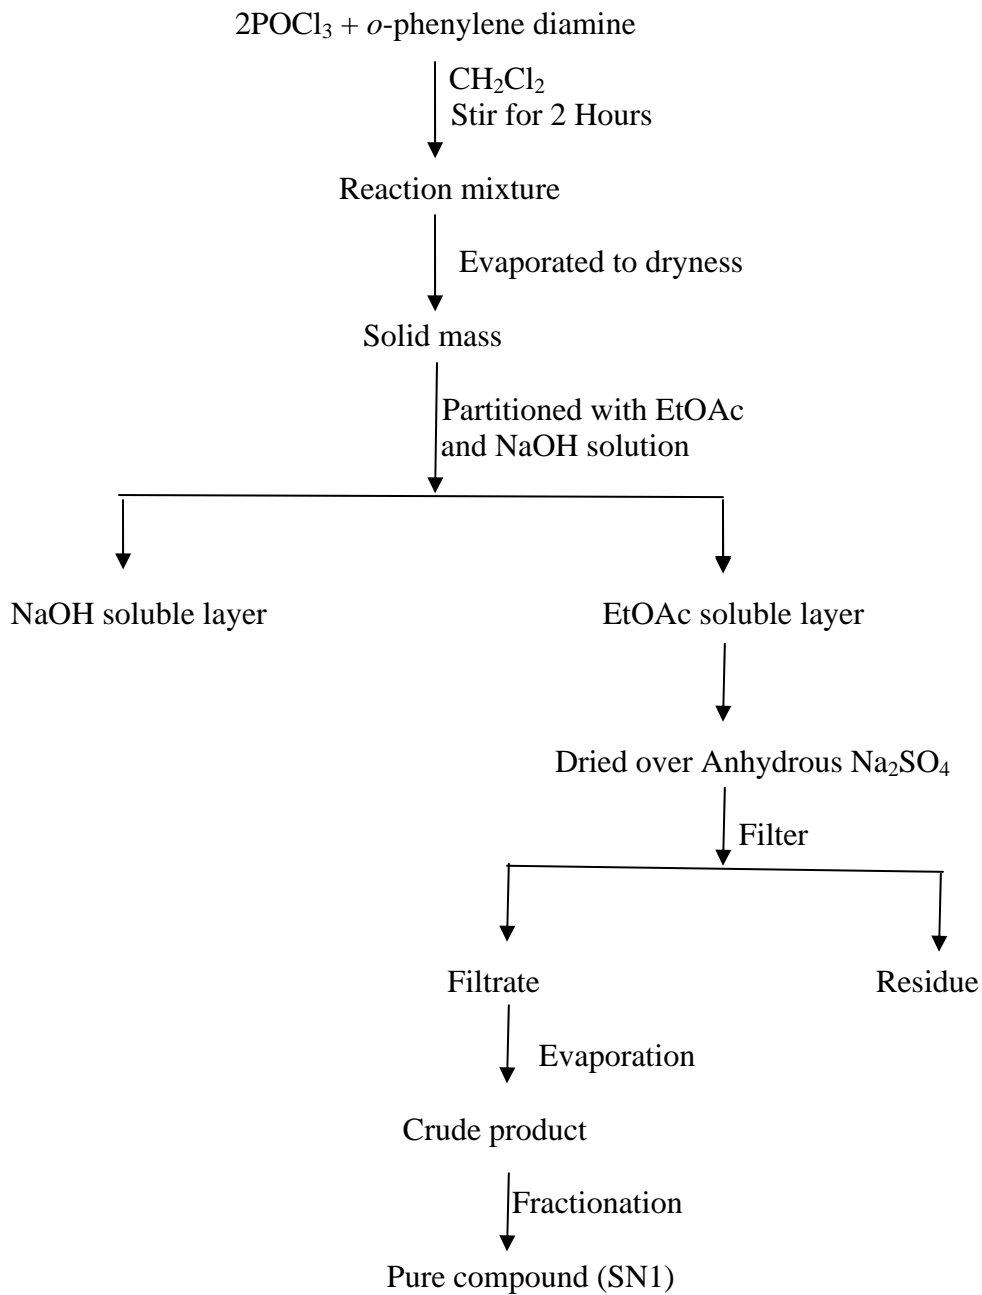 2POCl₃ + o-phenylene diamine
CH₂Cl₂
Stir for 2 Hours
Reaction mixture
Evaporated to dryness
Solid mass
Partitioned with EtOAc
and NaOH solution
NaOH soluble layer
EtOAc soluble layer
Dried over Anhydrous Na₂SO₄
Filter
Filtrate
Residue
Evaporation
Crude product
Fractionation
Pure compound (SN1)